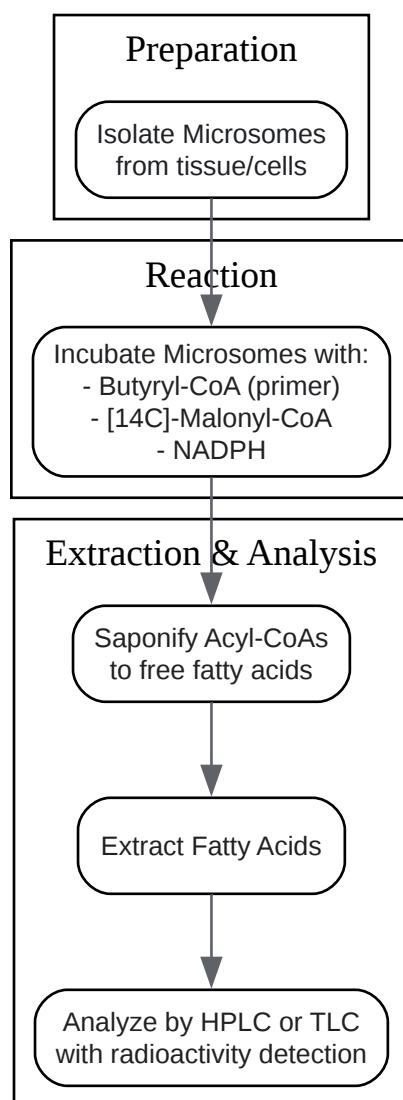 Preparation
Isolate Microsomes
from tissue/cells
Reaction
Incubate Microsomes with:
- Butyryl-CoA (primer)
- [14C]-Malonyl-CoA
- NADPH
Extraction & Analysis
Saponify Acyl-CoAs
to free fatty acids
Extract Fatty Acids
Analyze by HPLC or TLC
with radioactivity detection